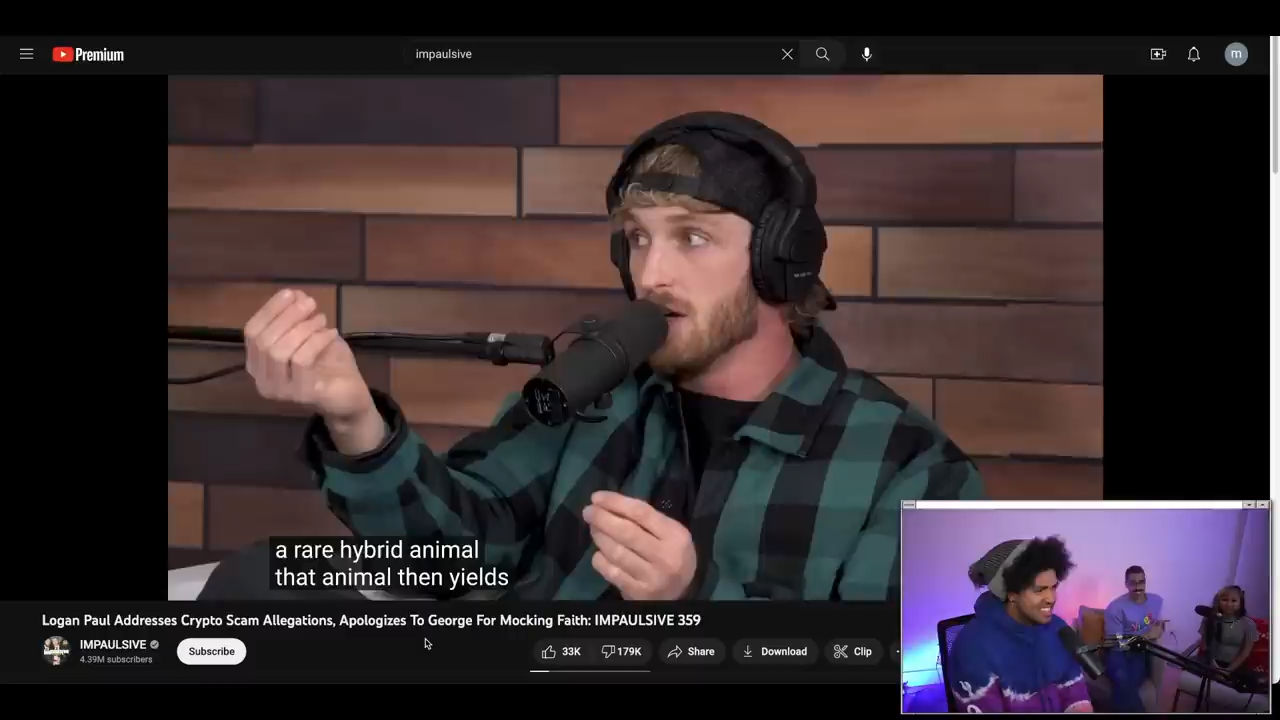 Premium
impaulsive
m
a rare hybrid animal
that animal then yields
Logan Paul Addresses Crypto Scam Allegations, Apologizes To George For Mocking Faith: IMPAULSIVE 359
IMPAULSIVE
4.39M subscribers
Subscribe
33K
179K
Share
Download
Clip